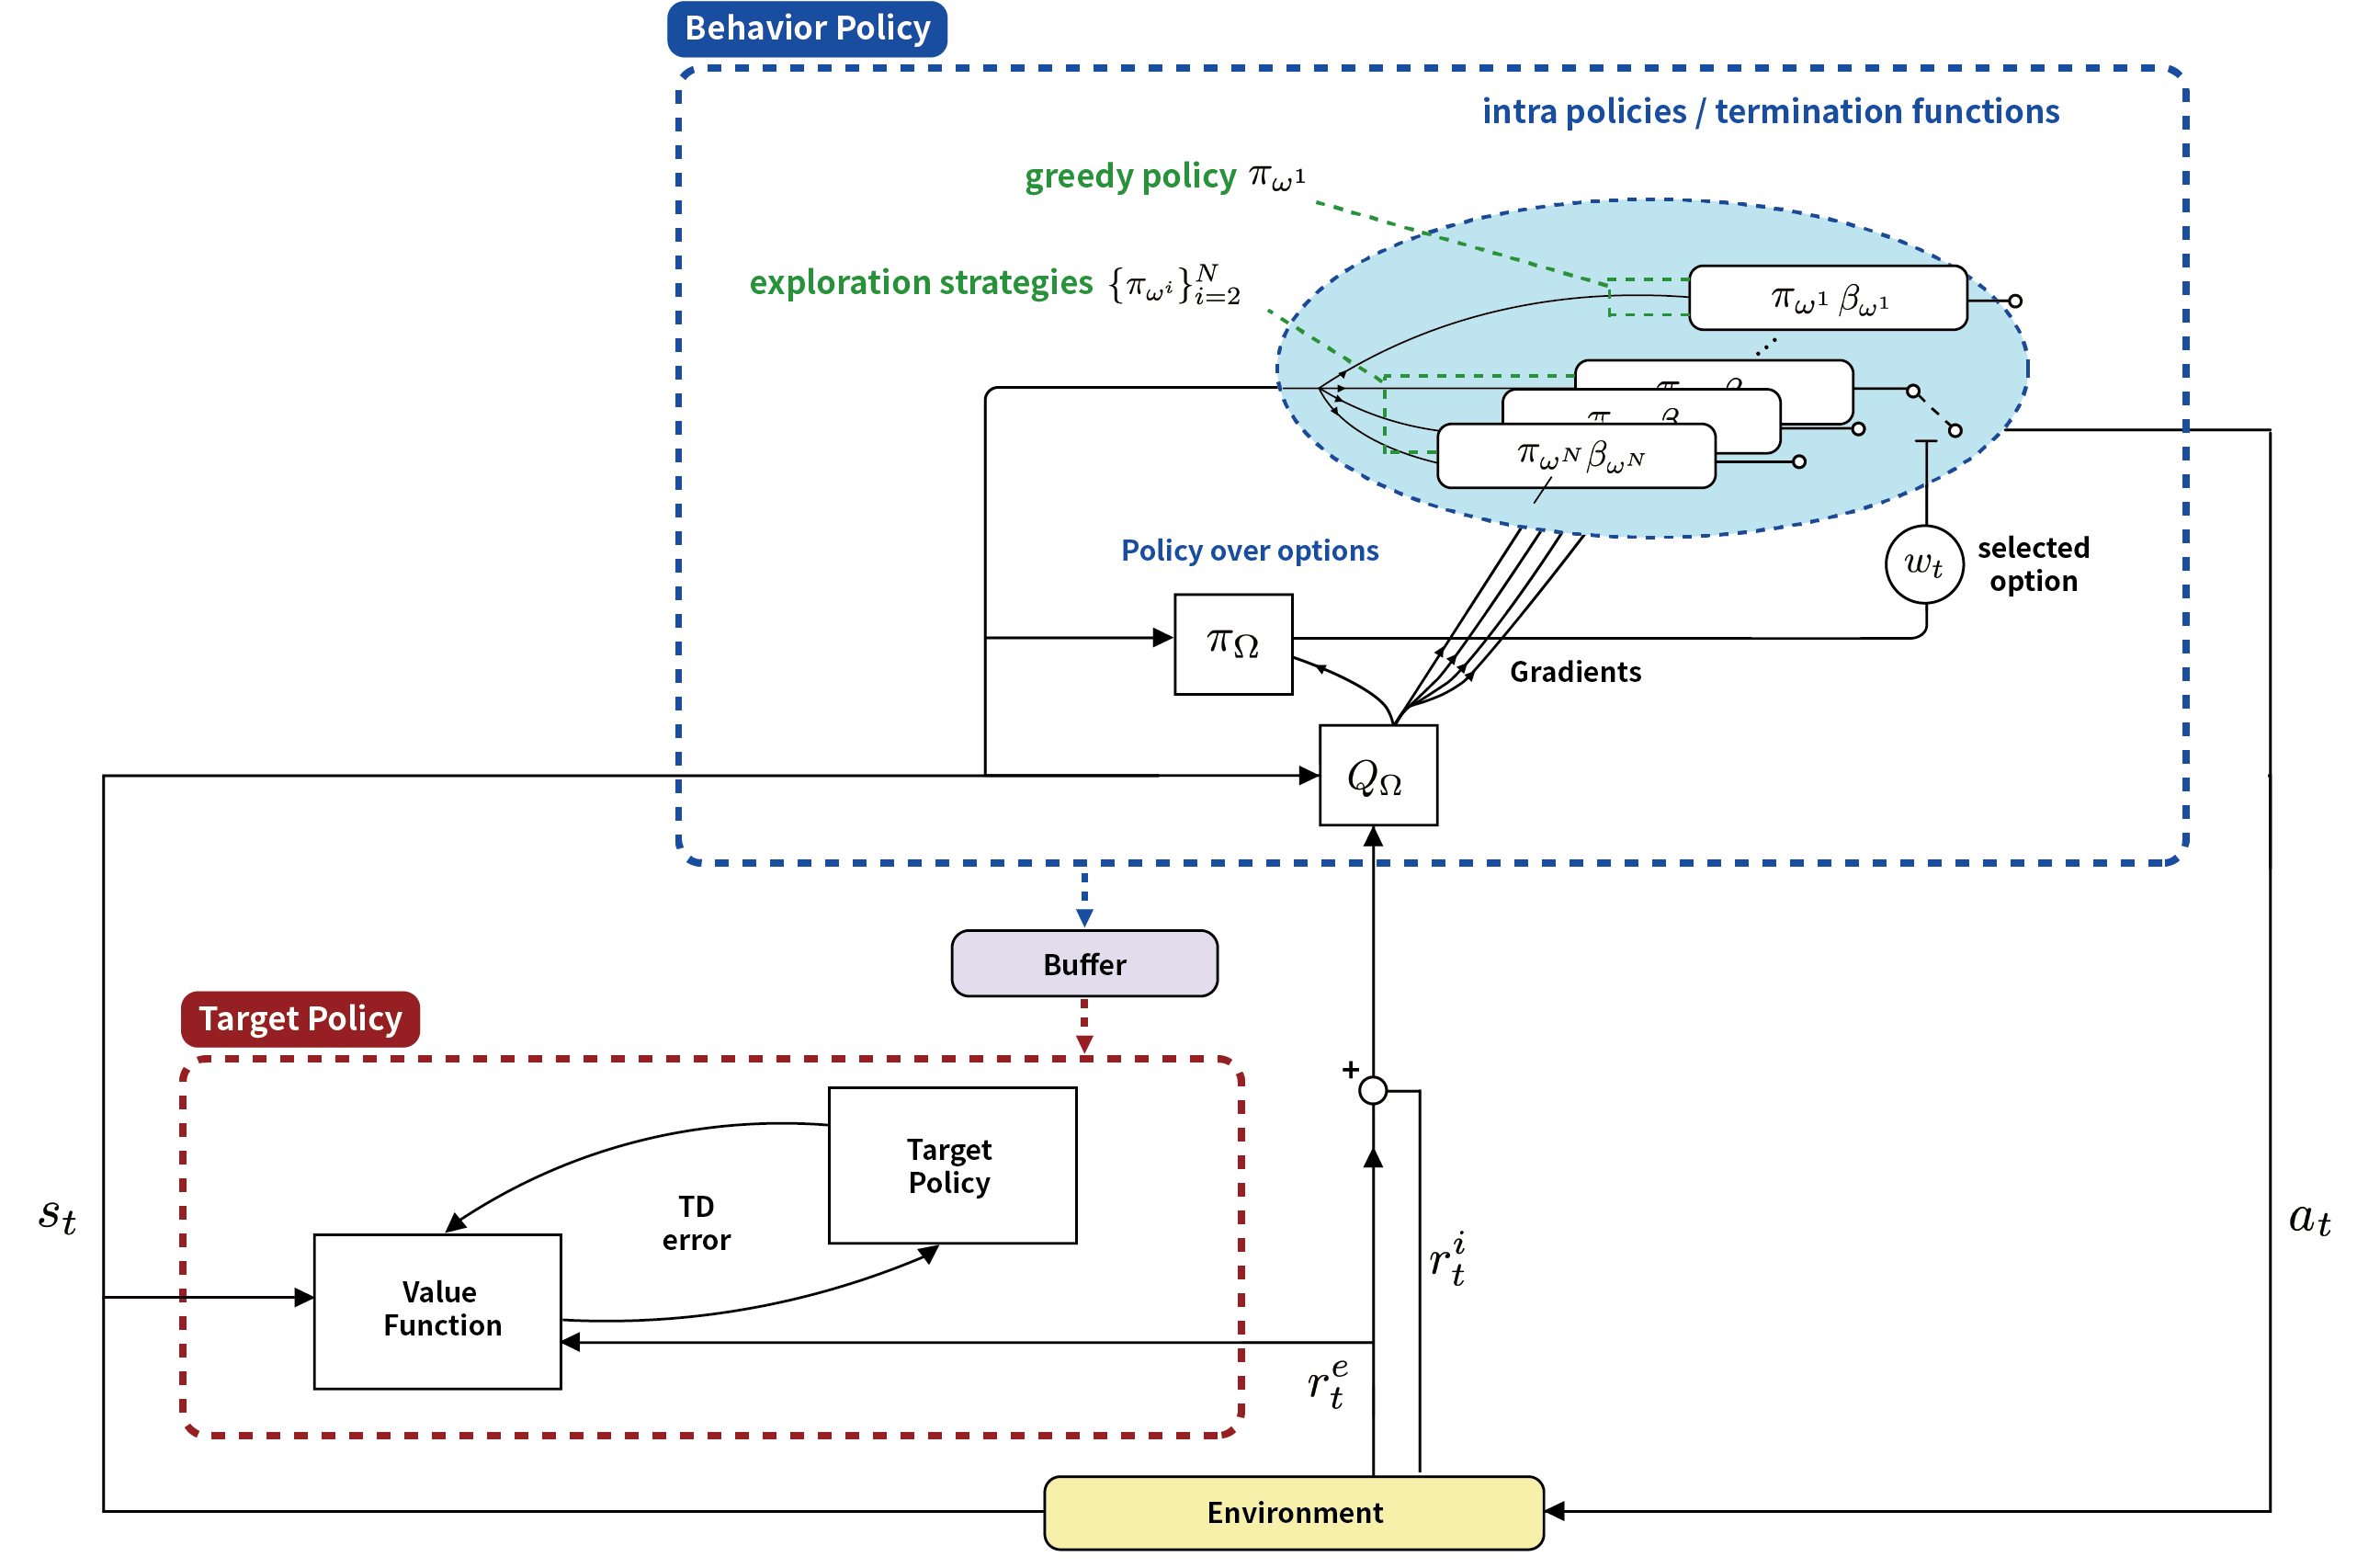 Behavior Policy
intra policies / termination functions
greedy policy $\pi_{\omega^1}$
exploration strategies $\{\pi_{\omega^i}\}_{i=2}^{N}$
$\pi_{\omega^1} \beta_{\omega^1}$
⋰
$\pi_{\omega^N} \beta_{\omega^N}$
Policy over options
selected
option
$w_t$
$\pi_\Omega$
Gradients
$Q_\Omega$
Buffer
Target Policy
+
Target
Policy
TD
error
$s_t$
$a_t$
$r_t^i$
Value
Function
$r_t^e$
Environment